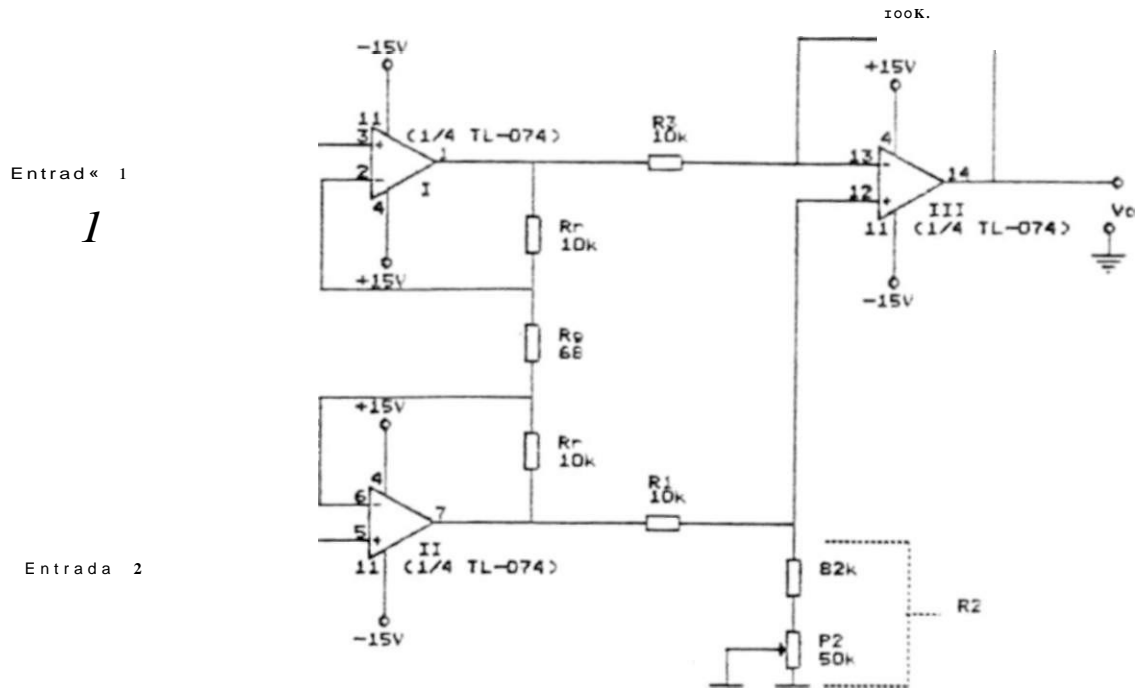 100K.
-15V
+15V
11
(1/4 TL-074)
3
1
R3
10k
4
13
Entrad« 1
2
I
14
12
1
4
III
11
(1/4 TL-074)
Vo
Rr
10k
+15V
-15V
Rg
68
+15V
Rr
10k
4
R1
10k
6
7
5
II
Entrada 2
11
(1/4 TL-074)
82k
R2
-15V
P2
50k